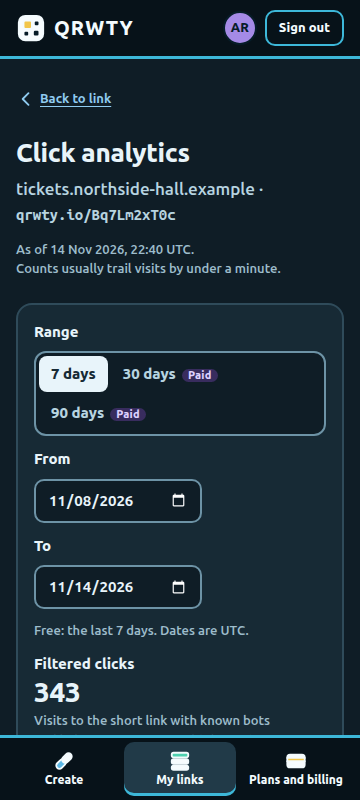 QRWTY
AR
Sign out
Back to link
Click analytics
tickets.northside-hall.example ·
qrwty.io/Bq7Lm2xT0c
As of 14 Nov 2026, 22:40 UTC.
Counts usually trail visits by under a minute.
Range
7 days
30 days Paid
90 days Paid
From
11/08/2026
To
11/14/2026
Free: the last 7 days. Dates are UTC.
Filtered clicks
343
Visits to the short link with known bots
Create
My links
Plans and billing